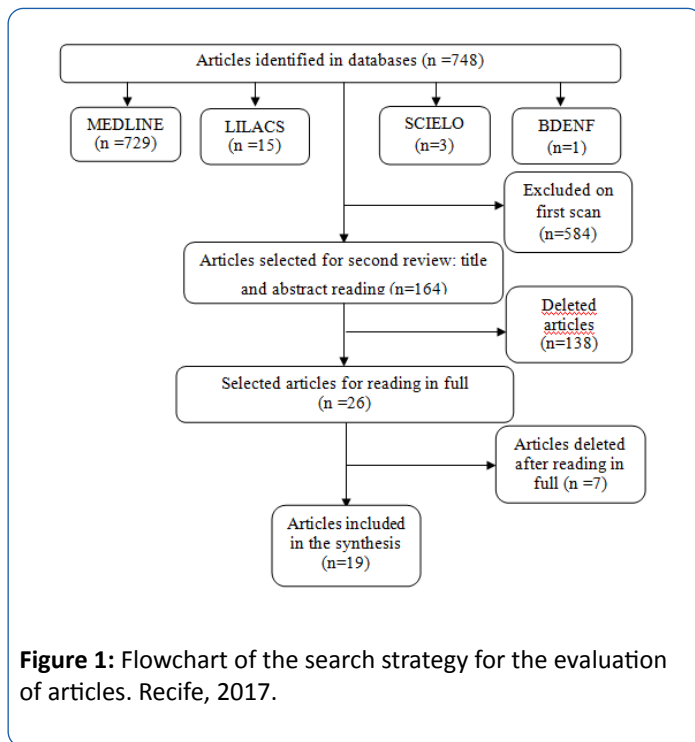 Articles identified in databases (n =748)
MEDLINE
(n =729)
LILACS
(n =15)
SCIELO
(n=3)
BDENF
(n=1)
Excluded on
first scan
(n=584)
Articles selected for second review: title
and abstract reading (n=164)
Deleted
articles
(n=138)
Selected articles for reading in full
(n =26)
Articles deleted
after reading in
full (n =7)
Articles included
in the synthesis
(n=19)
Figure 1: Flowchart of the search strategy for the evaluation
of articles. Recife, 2017.